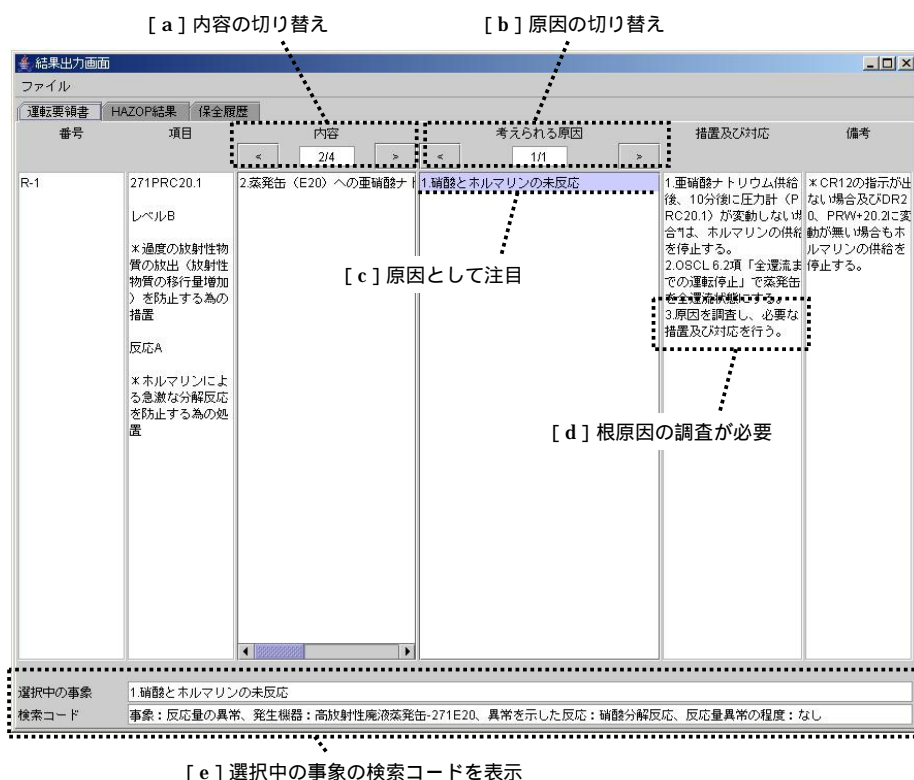 [ a ] 内容の切り替え
[ b ] 原因の切り替え
結果出力画面
ファイル
運転要領書 HAZOP結果 保全履歴
番号 項目 内容 考えられる原因 措置及び対応 備考
< 2/4 > < 1/1 >
R-1
271PRC20.1
レベルB
*過度の放射性物
質の放出(放射性
物質の移行量増加
)を防止する為の
措置
反応A
*ホルマリンによ
る急激な分解反応
を防止する為の処
置
2.蒸発缶(E20)への亜硝酸ナト
1.硝酸とホルマリンの未反応
1.亜硝酸ナトリウム供給
後、10分後に圧力計(P
RC20.1)が変動しない場
合は、ホルマリンの供給
を停止する。
2.OSCL 6.2項「全還流ま
での運転停止」で蒸発缶
を全還流状態にする。
3.原因を調査し、必要な
措置及び対応を行う。
*CR12の指示が出
ない場合及びDR2
0、PRW+20.2に変
動が無い場合もホ
ルマリンの供給を
停止する。
[ c ] 原因として注目
[ d ] 根原因の調査が必要
選択中の事象 1.硝酸とホルマリンの未反応
検索コード 事象:反応量の異常、発生機器:高放射性廃液蒸発缶-271E20、異常を示した反応:硝酸分解反応、反応量異常の程度:なし
[ e ] 選択中の事象の検索コードを表示